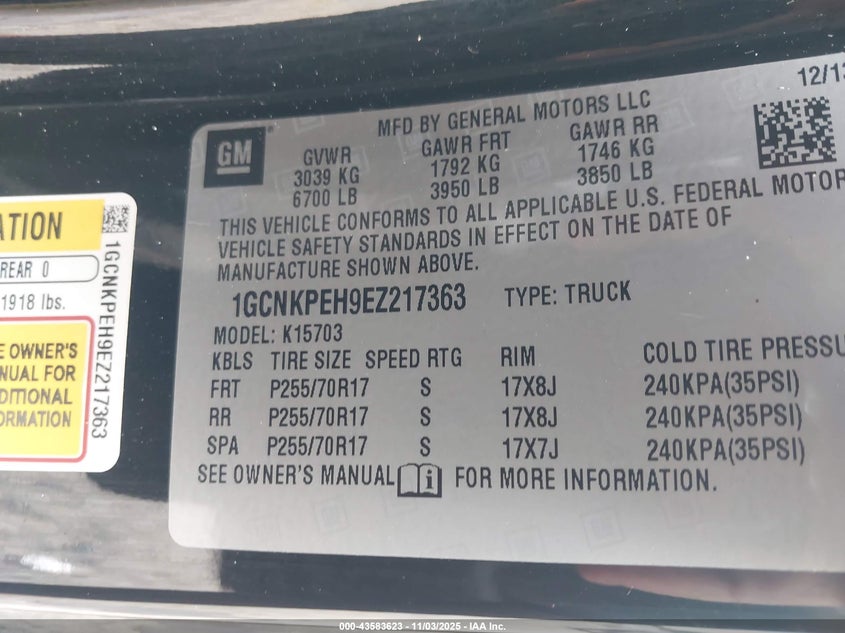 12/13
MFD BY GENERAL MOTORS LLC
GM
GVWR GAWR FRT GAWR RR
3039 KG 1792 KG 1746 KG
6700 LB 3950 LB 3850 LB
THIS VEHICLE CONFORMS TO ALL APPLICABLE U.S. FEDERAL MOTOR
VEHICLE SAFETY STANDARDS IN EFFECT ON THE DATE OF
MANUFACTURE SHOWN ABOVE.
1GCNKPEH9EZ217363 TYPE: TRUCK
MODEL: K15703
KBLS TIRE SIZE SPEED RTG RIM COLD TIRE PRESSU
FRT P255/70R17 S 17X8J 240KPA(35PSI)
RR P255/70R17 S 17X8J 240KPA(35PSI)
SPA P255/70R17 S 17X7J 240KPA(35PSI)
SEE OWNER'S MANUAL i FOR MORE INFORMATION.
ATION
REAR 0
1918 lbs.
E OWNER'S
NUAL FOR
DITIONAL
ORMATION
1GCNKPEH9EZ217363
000-43583623 - 11/03/2025 - IAA Inc.